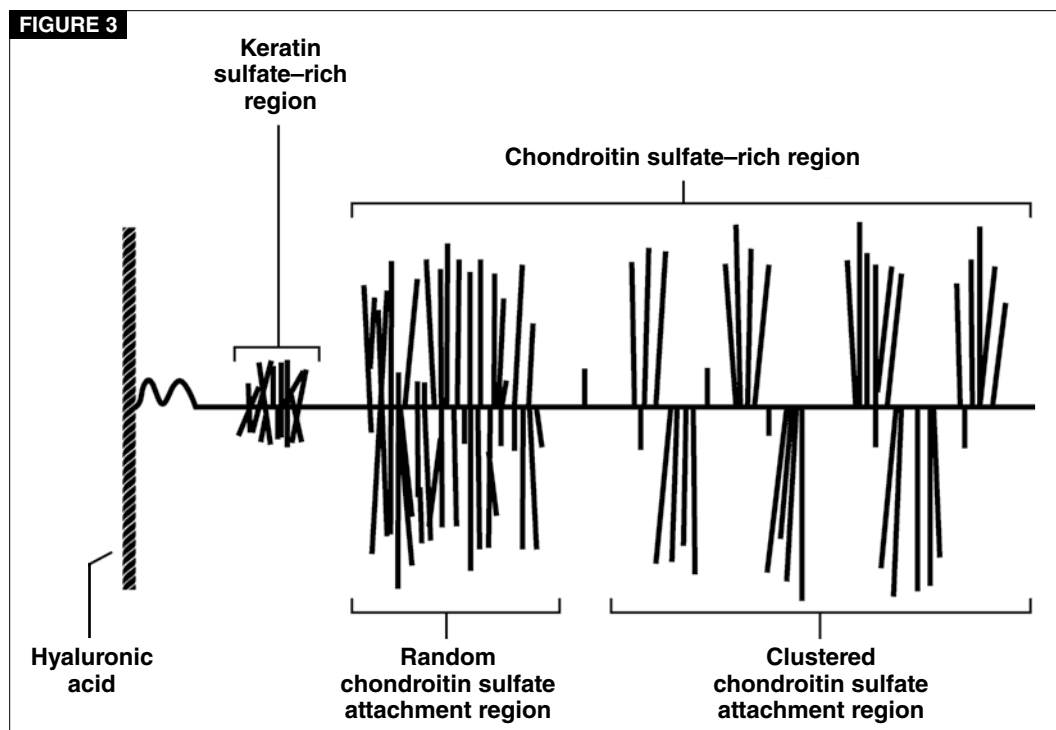 FIGURE 3
Keratin
sulfate–rich
region
Chondroitin sulfate–rich region
Hyaluronic
acid
Random
chondroitin sulfate
attachment region
Clustered
chondroitin sulfate
attachment region